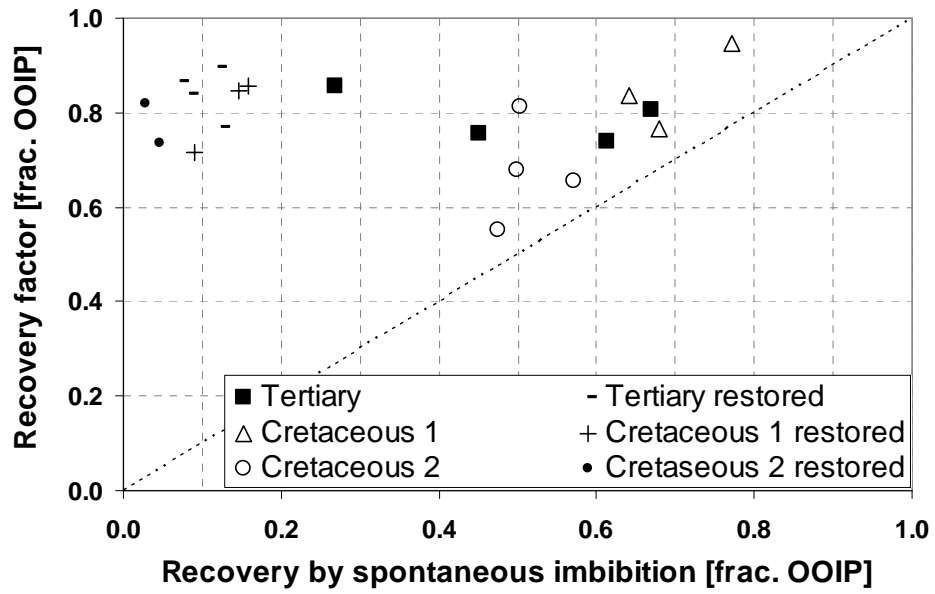 Recovery factor [frac. OOIP]
1.0
0.8
0.6
0.4
0.2
0.0
Tertiary
Tertiary restored
Cretaceous 1
Cretaceous 1 restored
Cretaceous 2
Cretaseous 2 restored
0.0 0.2 0.4 0.6 0.8 1.0
Recovery by spontaneous imbibition [frac. OOIP]